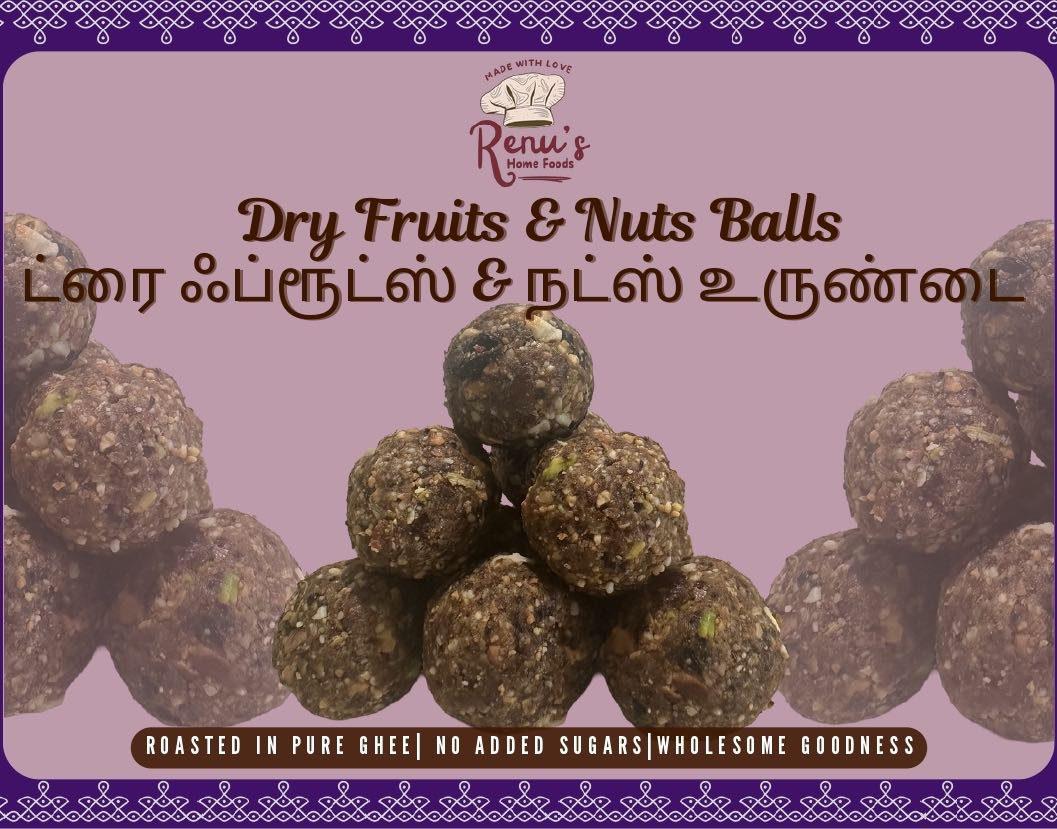 MADE WITH LOVE
Renu's
Home Foods
Dry Fruits & Nuts Balls
ட்ரை ஃப்ரூட்ஸ் & நட்ஸ் உருண்டை
ROASTED IN PURE GHEE| NO ADDED SUGARS|WHOLESOME GOODNESS